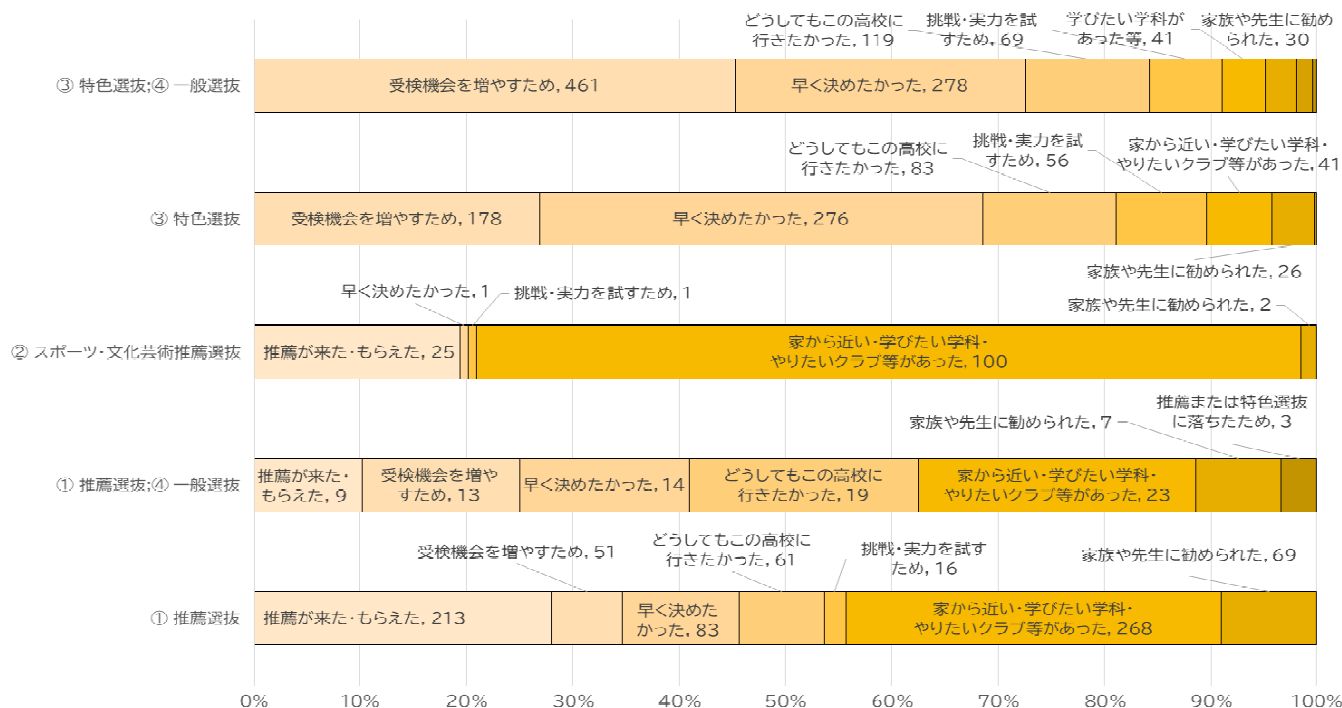 どうしてもこの高校に
行きたかった, 119
挑戦・実力を試
すため, 69
学びたい学科が
あった等, 41
家族や先生に勧め
られた, 30
③ 特色選抜;④ 一般選抜
受検機会を増やすため, 461
早く決めたかった, 278
どうしてもこの高校に
行きたかった, 83
挑戦・実力を試
すため, 56
家から近い・学びたい学科・
やりたいクラブ等があった, 41
③ 特色選抜
受検機会を増やすため, 178
早く決めたかった, 276
家族や先生に勧められた, 26
早く決めたかった, 1
挑戦・実力を試すため, 1
家族や先生に勧められた, 2
② スポーツ・文化芸術推薦選抜
推薦が来た・もらえた, 25
家から近い・学びたい学科・
やりたいクラブ等があった, 100
家族や先生に勧められた, 7
推薦または特色選抜
に落ちたため, 3
① 推薦選抜;④ 一般選抜
推薦が来た・
もらえた, 9
受検機会を増や
すため, 13
早く決めたかった, 14
どうしてもこの高校に
行きたかった, 19
家から近い・学びたい学科・
やりたいクラブ等があった, 23
受検機会を増やすため, 51
どうしてもこの高校に
行きたかった, 61
挑戦・実力を試す
ため, 16
家族や先生に勧められた, 69
① 推薦選抜
推薦が来た・もらえた, 213
早く決めた
かった, 83
家から近い・学びたい学科・
やりたいクラブ等があった, 268
0% 10% 20% 30% 40% 50% 60% 70% 80% 90% 100%